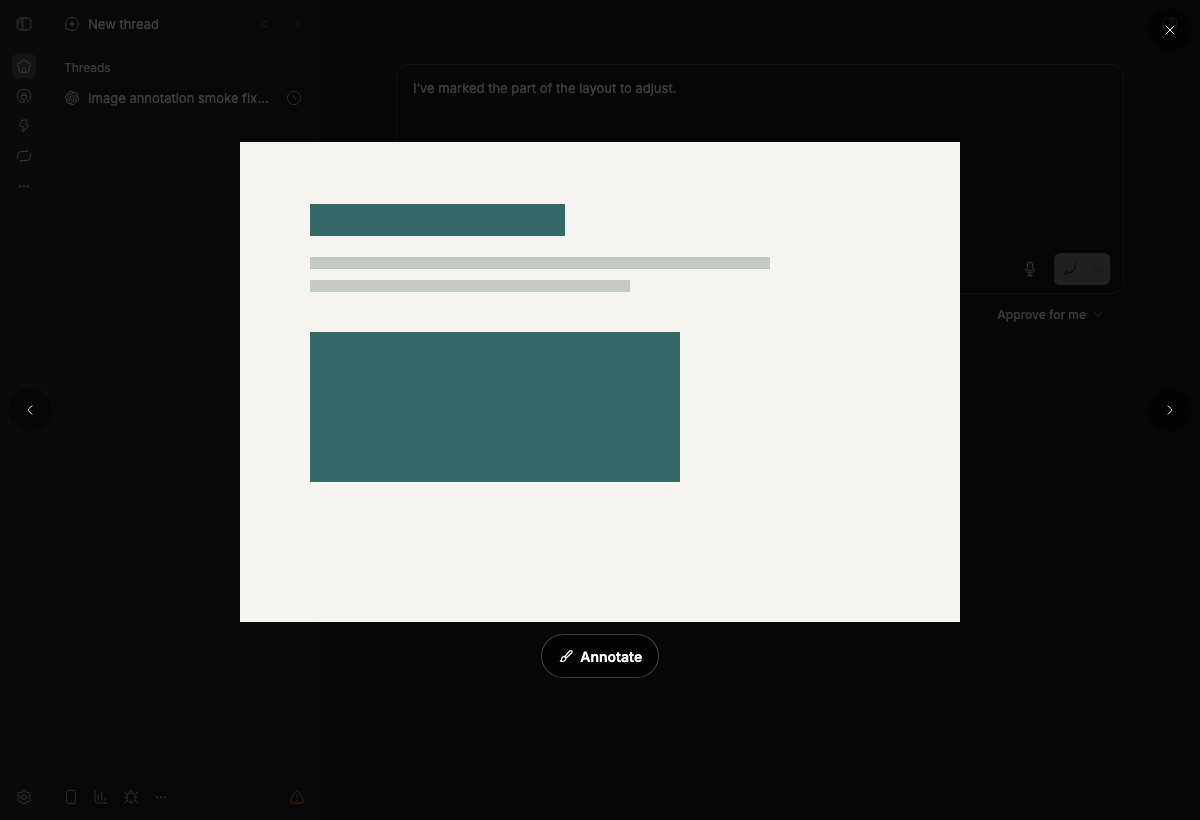 New thread
Threads
Image annotation smoke fix...
I've marked the part of the layout to adjust.
Approve for me
Annotate